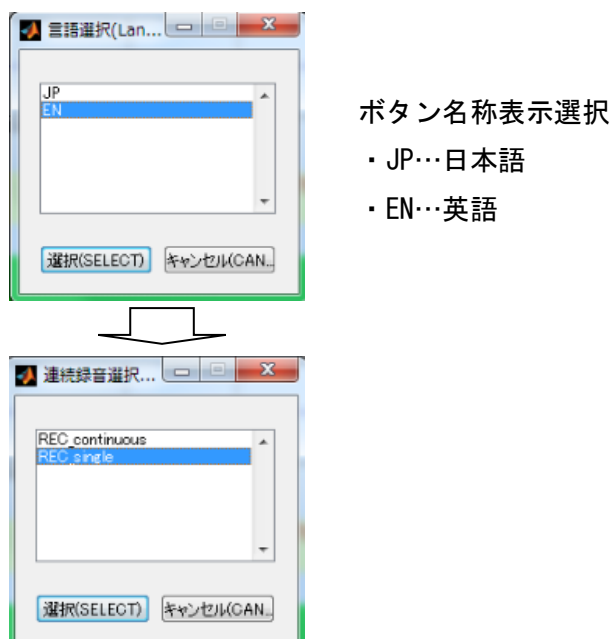 言語選択(Lan...
JP
EN
選択(SELECT)
キャンセル(CAN...
ボタン名称表示選択
・JP…日本語
・EN…英語
連続録音選択...
REC_continuous
REC_single
選択(SELECT)
キャンセル(CAN...